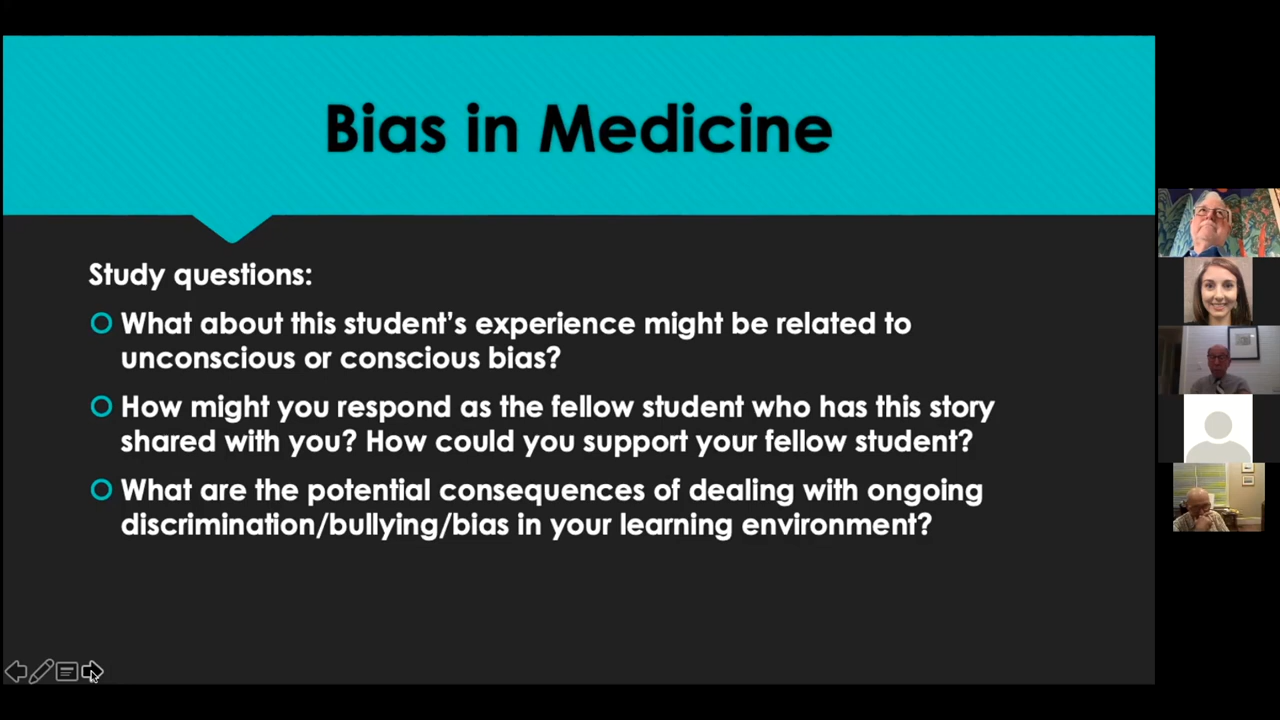 Bias in Medicine
Study questions:
What about this student’s experience might be related to
unconscious or conscious bias?
How might you respond as the fellow student who has this story
shared with you? How could you support your fellow student?
What are the potential consequences of dealing with ongoing
discrimination/bullying/bias in your learning environment?